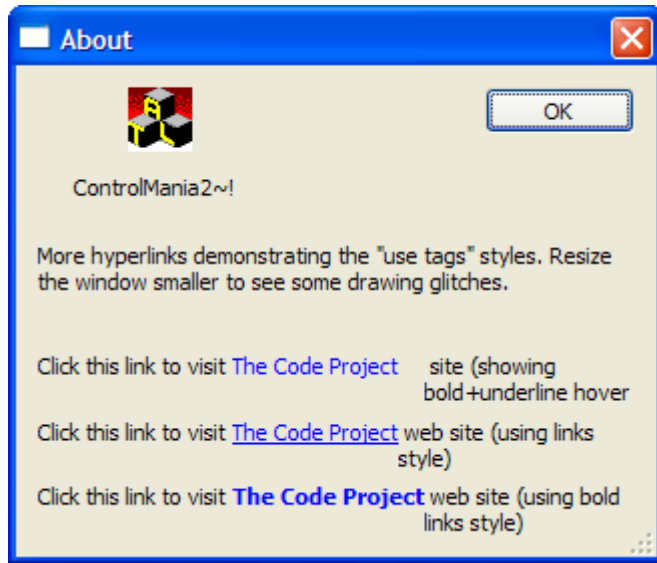 About
OK
ControlMania2~!
More hyperlinks demonstrating the "use tags" styles. Resize
the window smaller to see some drawing glitches.
Click this link to visit The Code Project site (showing
bold+underline hover
Click this link to visit The Code Project web site (using links
style)
Click this link to visit The Code Project web site (using bold
links style)